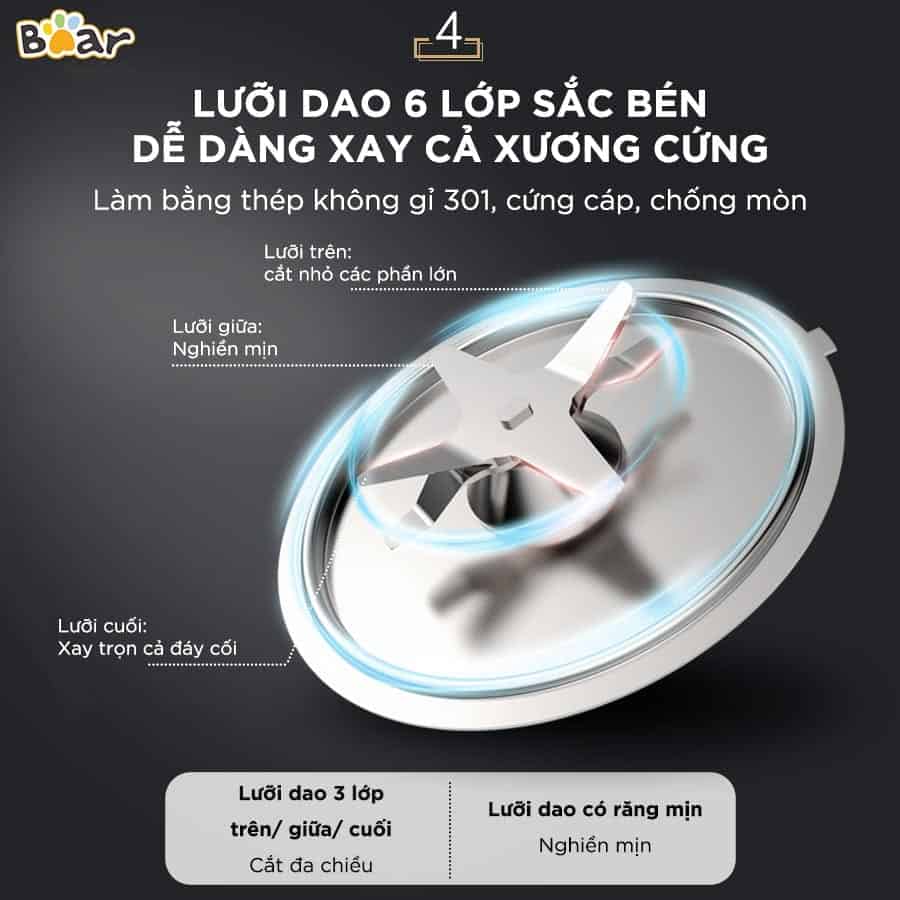 Bear
4
LƯỠI DAO 6 LỚP SẮC BÉN
DỄ DÀNG XAY CẢ XƯƠNG CỨNG
Làm bằng thép không gỉ 301, cứng cáp, chống mòn
Lưỡi trên:
cắt nhỏ các phần lớn
Lưỡi giữa:
Nghiền mịn
Lưỡi cuối:
Xay trọn cả đáy cối
Lưỡi dao 3 lớp
trên/ giữa/ cuối
Cắt đa chiều
Lưỡi dao có răng mịn
Nghiền mịn